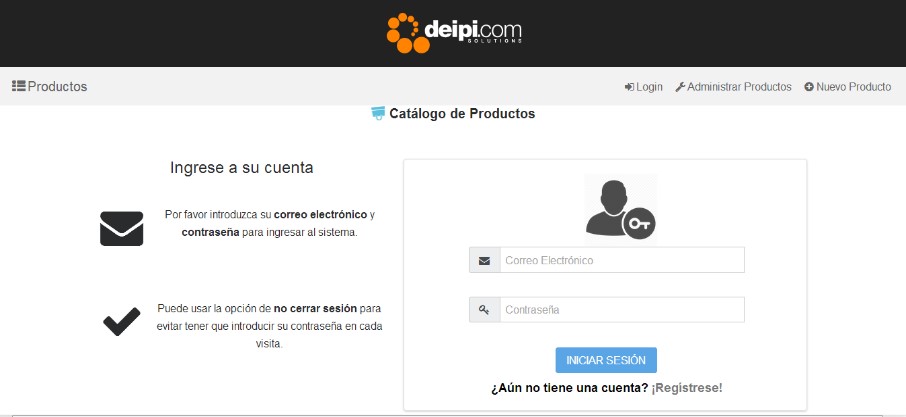 deipi.com
SOLUTIONS
Productos
Login Administrar Productos Nuevo Producto
Catálogo de Productos
Ingrese a su cuenta
Por favor introduzca su correo electrónico y
contraseña para ingresar al sistema.
Puede usar la opción de no cerrar sesión para
evitar tener que introducir su contraseña en cada
visita.
Correo Electrónico
Contraseña
INICIAR SESIÓN
¿Aún no tiene una cuenta? ¡Registrese!